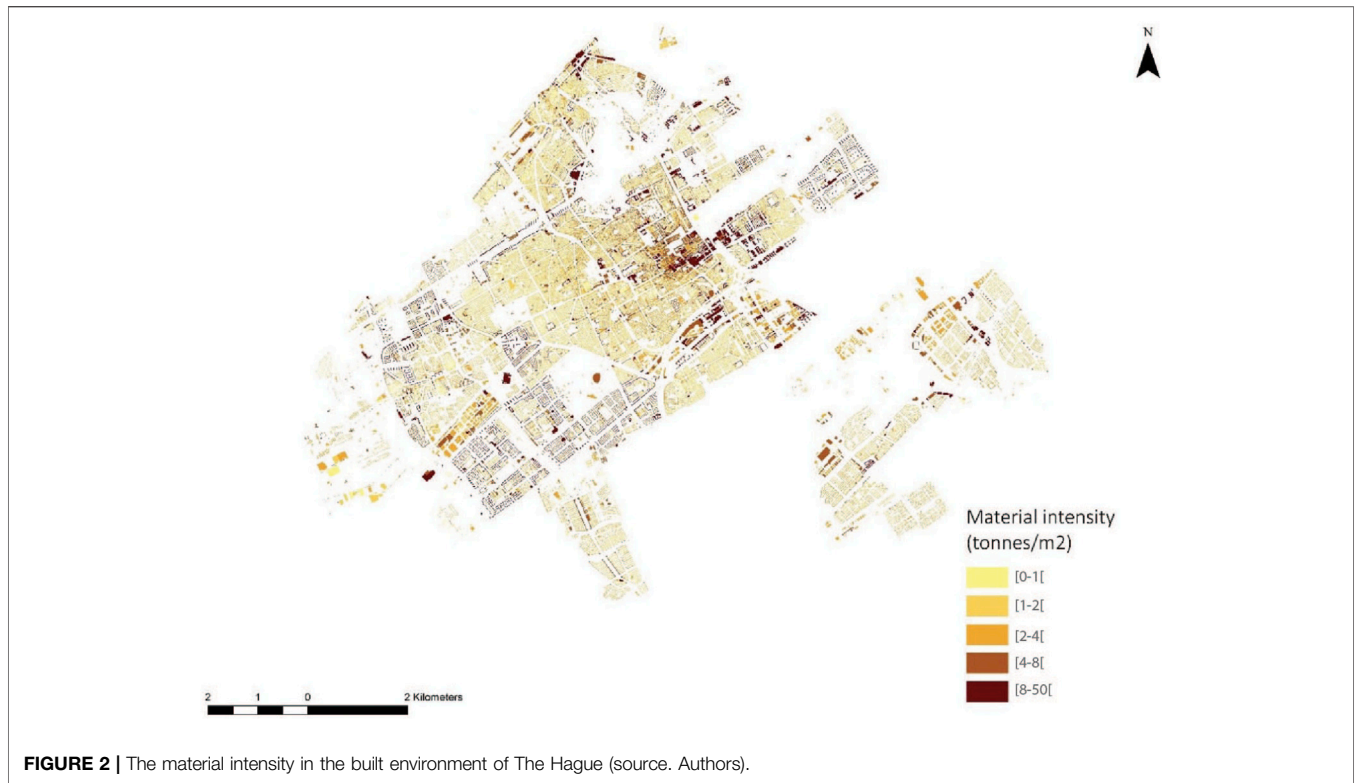 N
Material intensity
(tonnes/m2)
[0-1[
[1-2[
[2-4[
[4-8[
[8-50[
2 1 0 2 Kilometers
FIGURE 2 | The material intensity in the built environment of The Hague (source. Authors).